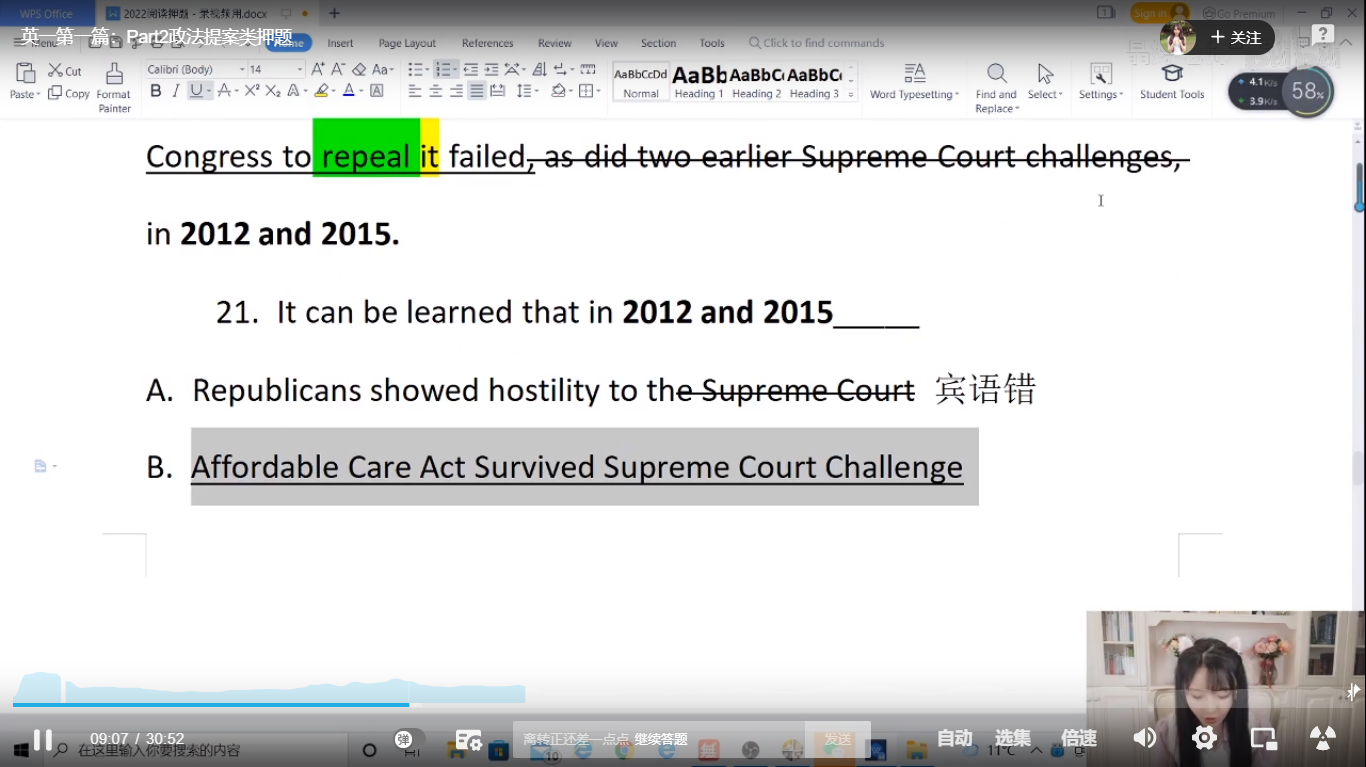 WPS Office
2022阅读押题 - 录视频用.docx
Sign in
Go Premium
英一第一篇：Part2政法提案类押题
Menu
Home
Insert
Page Layout
References
Review
View
Section
Tools
Click to find commands
+ 关注
Paste
Cut
Copy
Format Painter
Calibri (Body)
14
AaBbCcDd
Normal
AaBb
Heading 1
AaBbC
Heading 2
AaBbC
Heading 3
Word Typesetting
Find and Replace
Select
Settings
Student Tools
4.1K/s
3.9K/s
58%
Congress to repeal it failed, as did two earlier Supreme Court challenges,
in 2012 and 2015.
21. It can be learned that in 2012 and 2015_____
A. Republicans showed hostility to the Supreme Court 宾语错
B. Affordable Care Act Survived Supreme Court Challenge
09:07 / 30:52
弹
离转正还差一点点 继续答题
发送
自动
选集
倍速
在这里输入你要搜索的内容
10
11°C